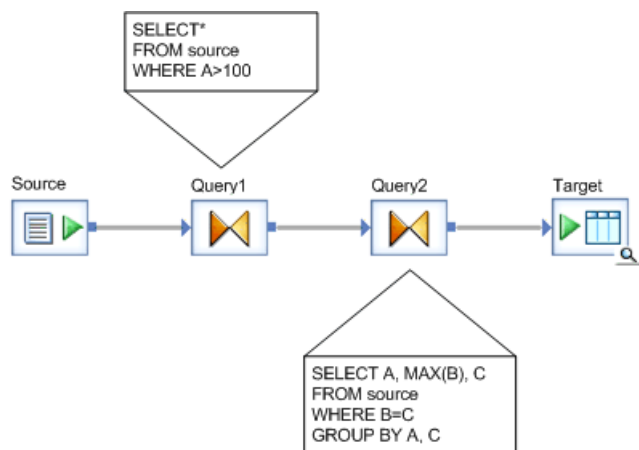 SELECT*
FROM source
WHERE A>100
Source
Query1
Query2
Target
SELECT A, MAX(B), C
FROM source
WHERE B=C
GROUP BY A, C